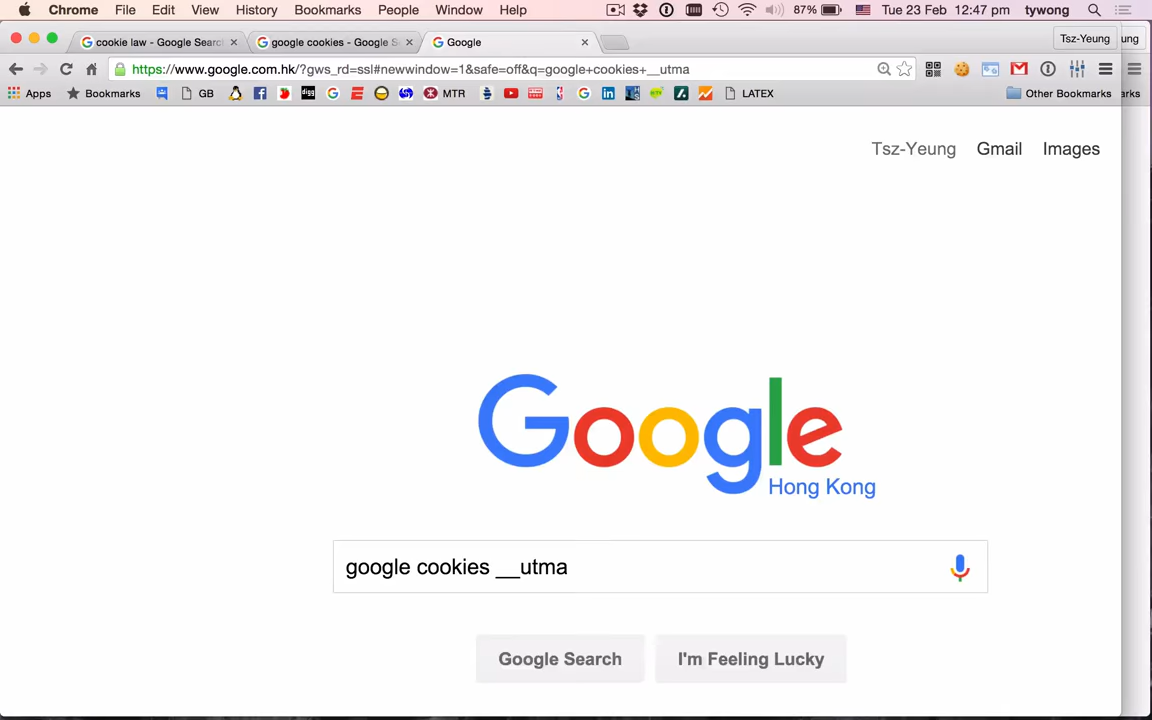 Chrome File Edit View History Bookmarks People Window Help 87% Tue 23 Feb 12:47 pm tywong
cookie law - Google Searc google cookies - Google S Google Tsz-Yeung ung
https://www.google.com.hk/?gws_rd=ssl#newwindow=1&safe=off&q=google+cookies+__utma
Apps Bookmarks GB digg MTR LATEX Other Bookmarks arks
Tsz-Yeung Gmail Images
Google
Hong Kong
google cookies __utma
Google Search I'm Feeling Lucky